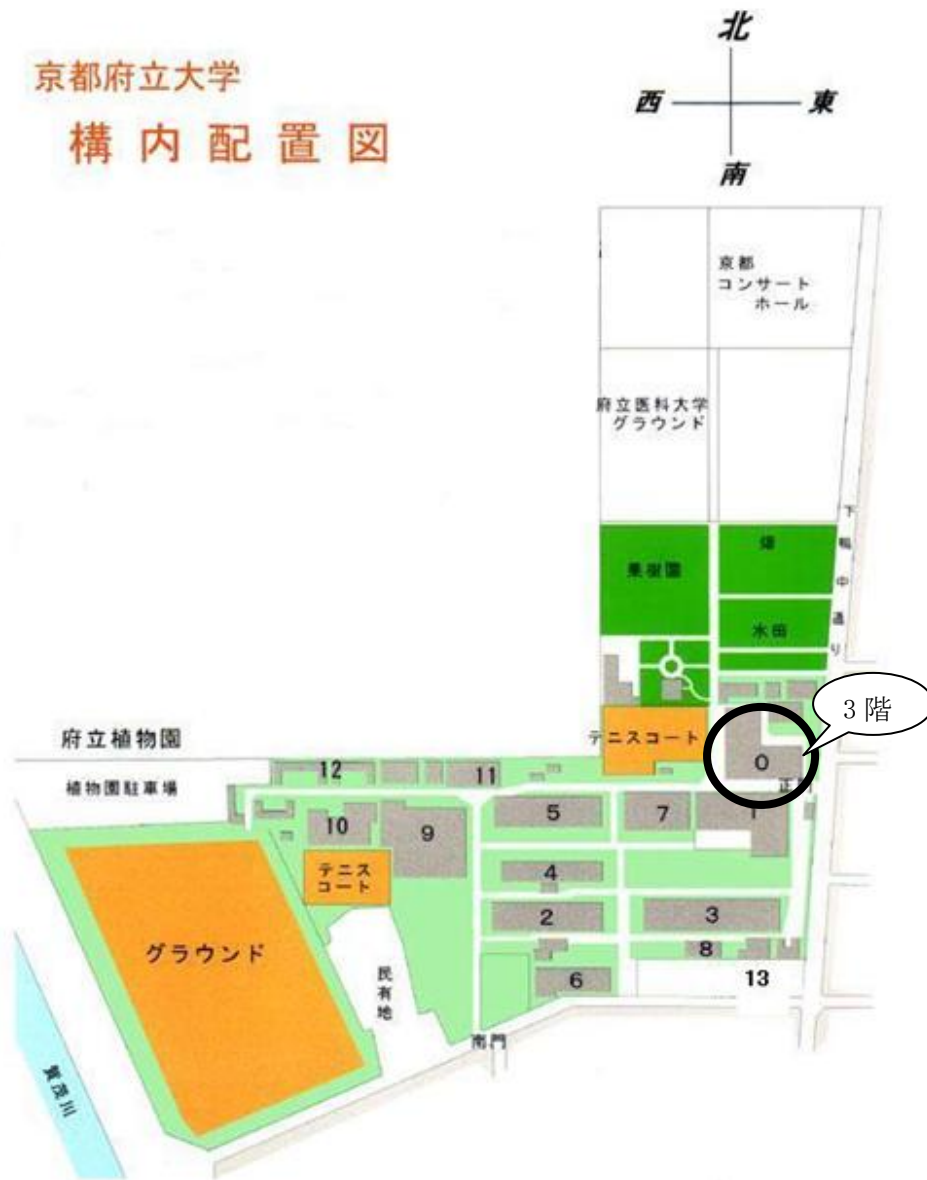 京都府立大学
構内配置図
北
西
東
南
京都
コンサート
ホール
府立医科大学
グラウンド
下鴨中通り
果樹園
畑
水田
3階
テニスコート
府立植物園
植物園駐車場
12
11
0
正門
1
10
9
5
7
テニス
コート
4
2
3
グラウンド
8
6
13
民有地
南門
賀茂川